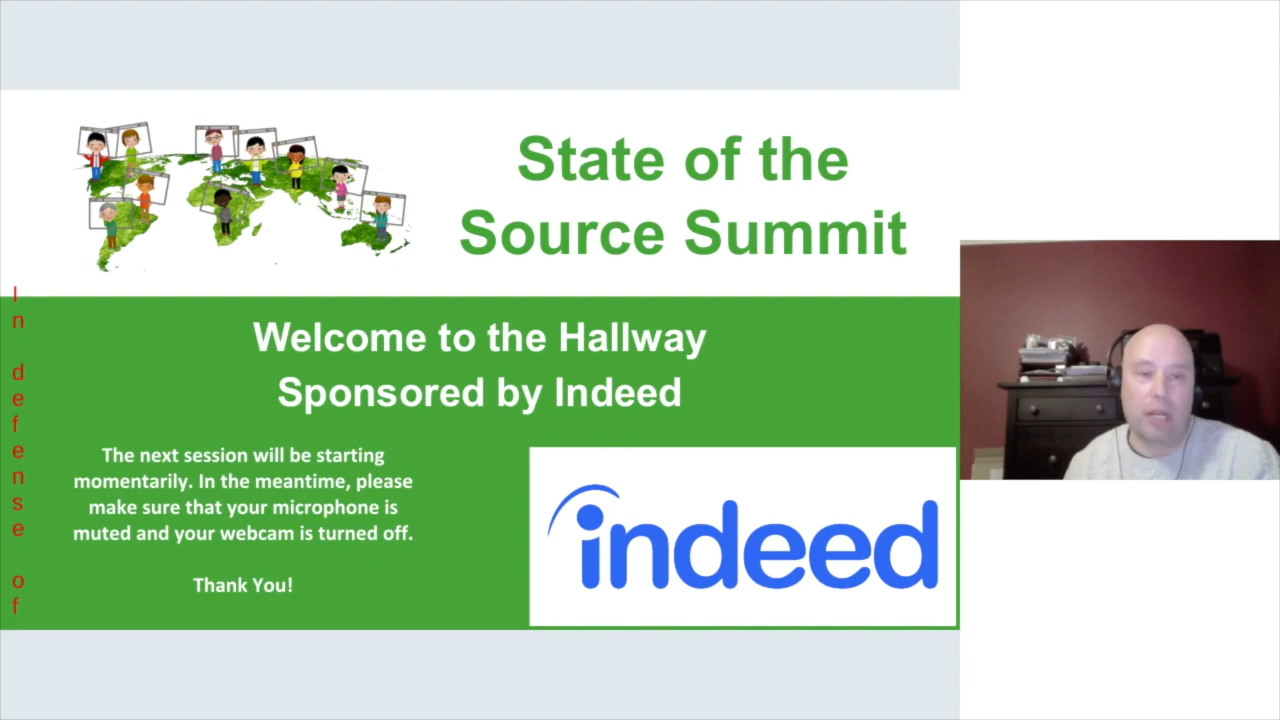 State of the
Source Summit
Welcome to the Hallway
Sponsored by Indeed
The next session will be starting
momentarily. In the meantime, please
make sure that your microphone is
muted and your webcam is turned off.
Thank You!
indeed
In defense of